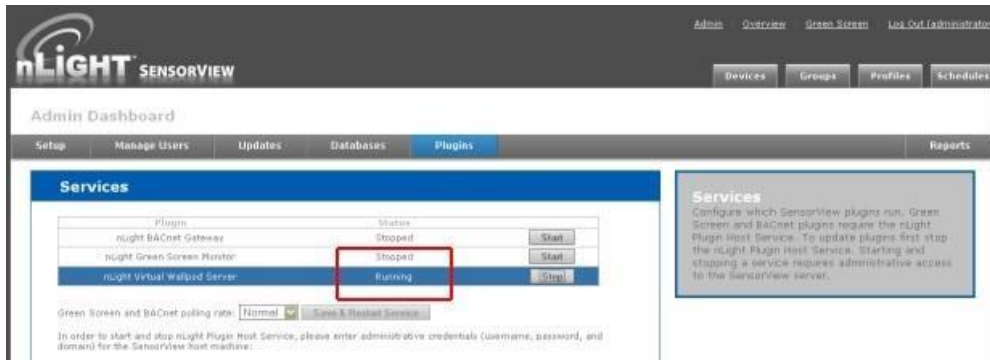 Admin Overview Green Screen Log Out (administrator
nLIGHT SENSORVIEW
Devices Groups Profiles Schedules
Admin Dashboard
Setup Manage Users Updates Databases Plugins Reports
Services
Plugin Status
nLight BACnet Gateway Stopped Start
nLight Green Screen Monitor Stopped Start
nLight Virtual Wallpod Server Running Stop
Green Screen and BACnet polling rate: Normal Save & Restart Service
In order to start and stop nLight Plugin Host Service, please enter administrative credentials (username, password, and
domain) for the SensorView host machine:
Services
Configure which SensorView plugins run. Green
Screen and BACnet plugins require the nLight
Plugin Host Service. To update plugins first stop
the nLight Plugin Host Service. Starting and
stopping a service requires administrative access
to the SensorView server.